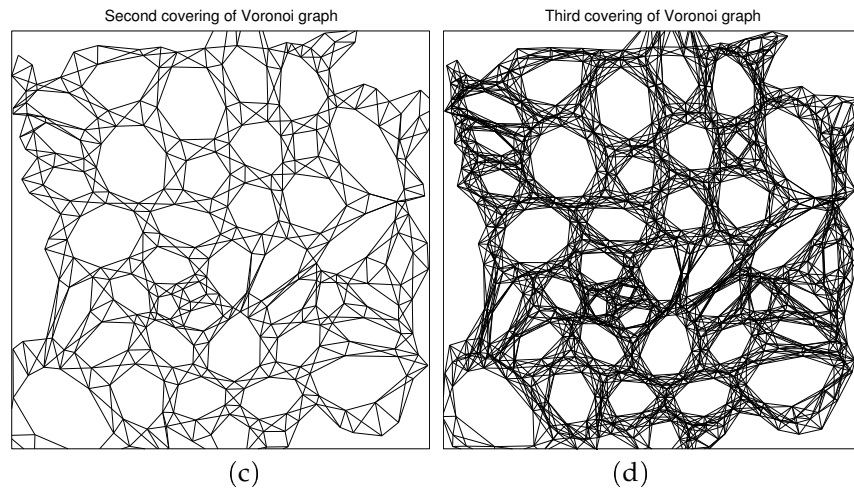 Second covering of Voronoi graph
Third covering of Voronoi graph
(c)
(d)